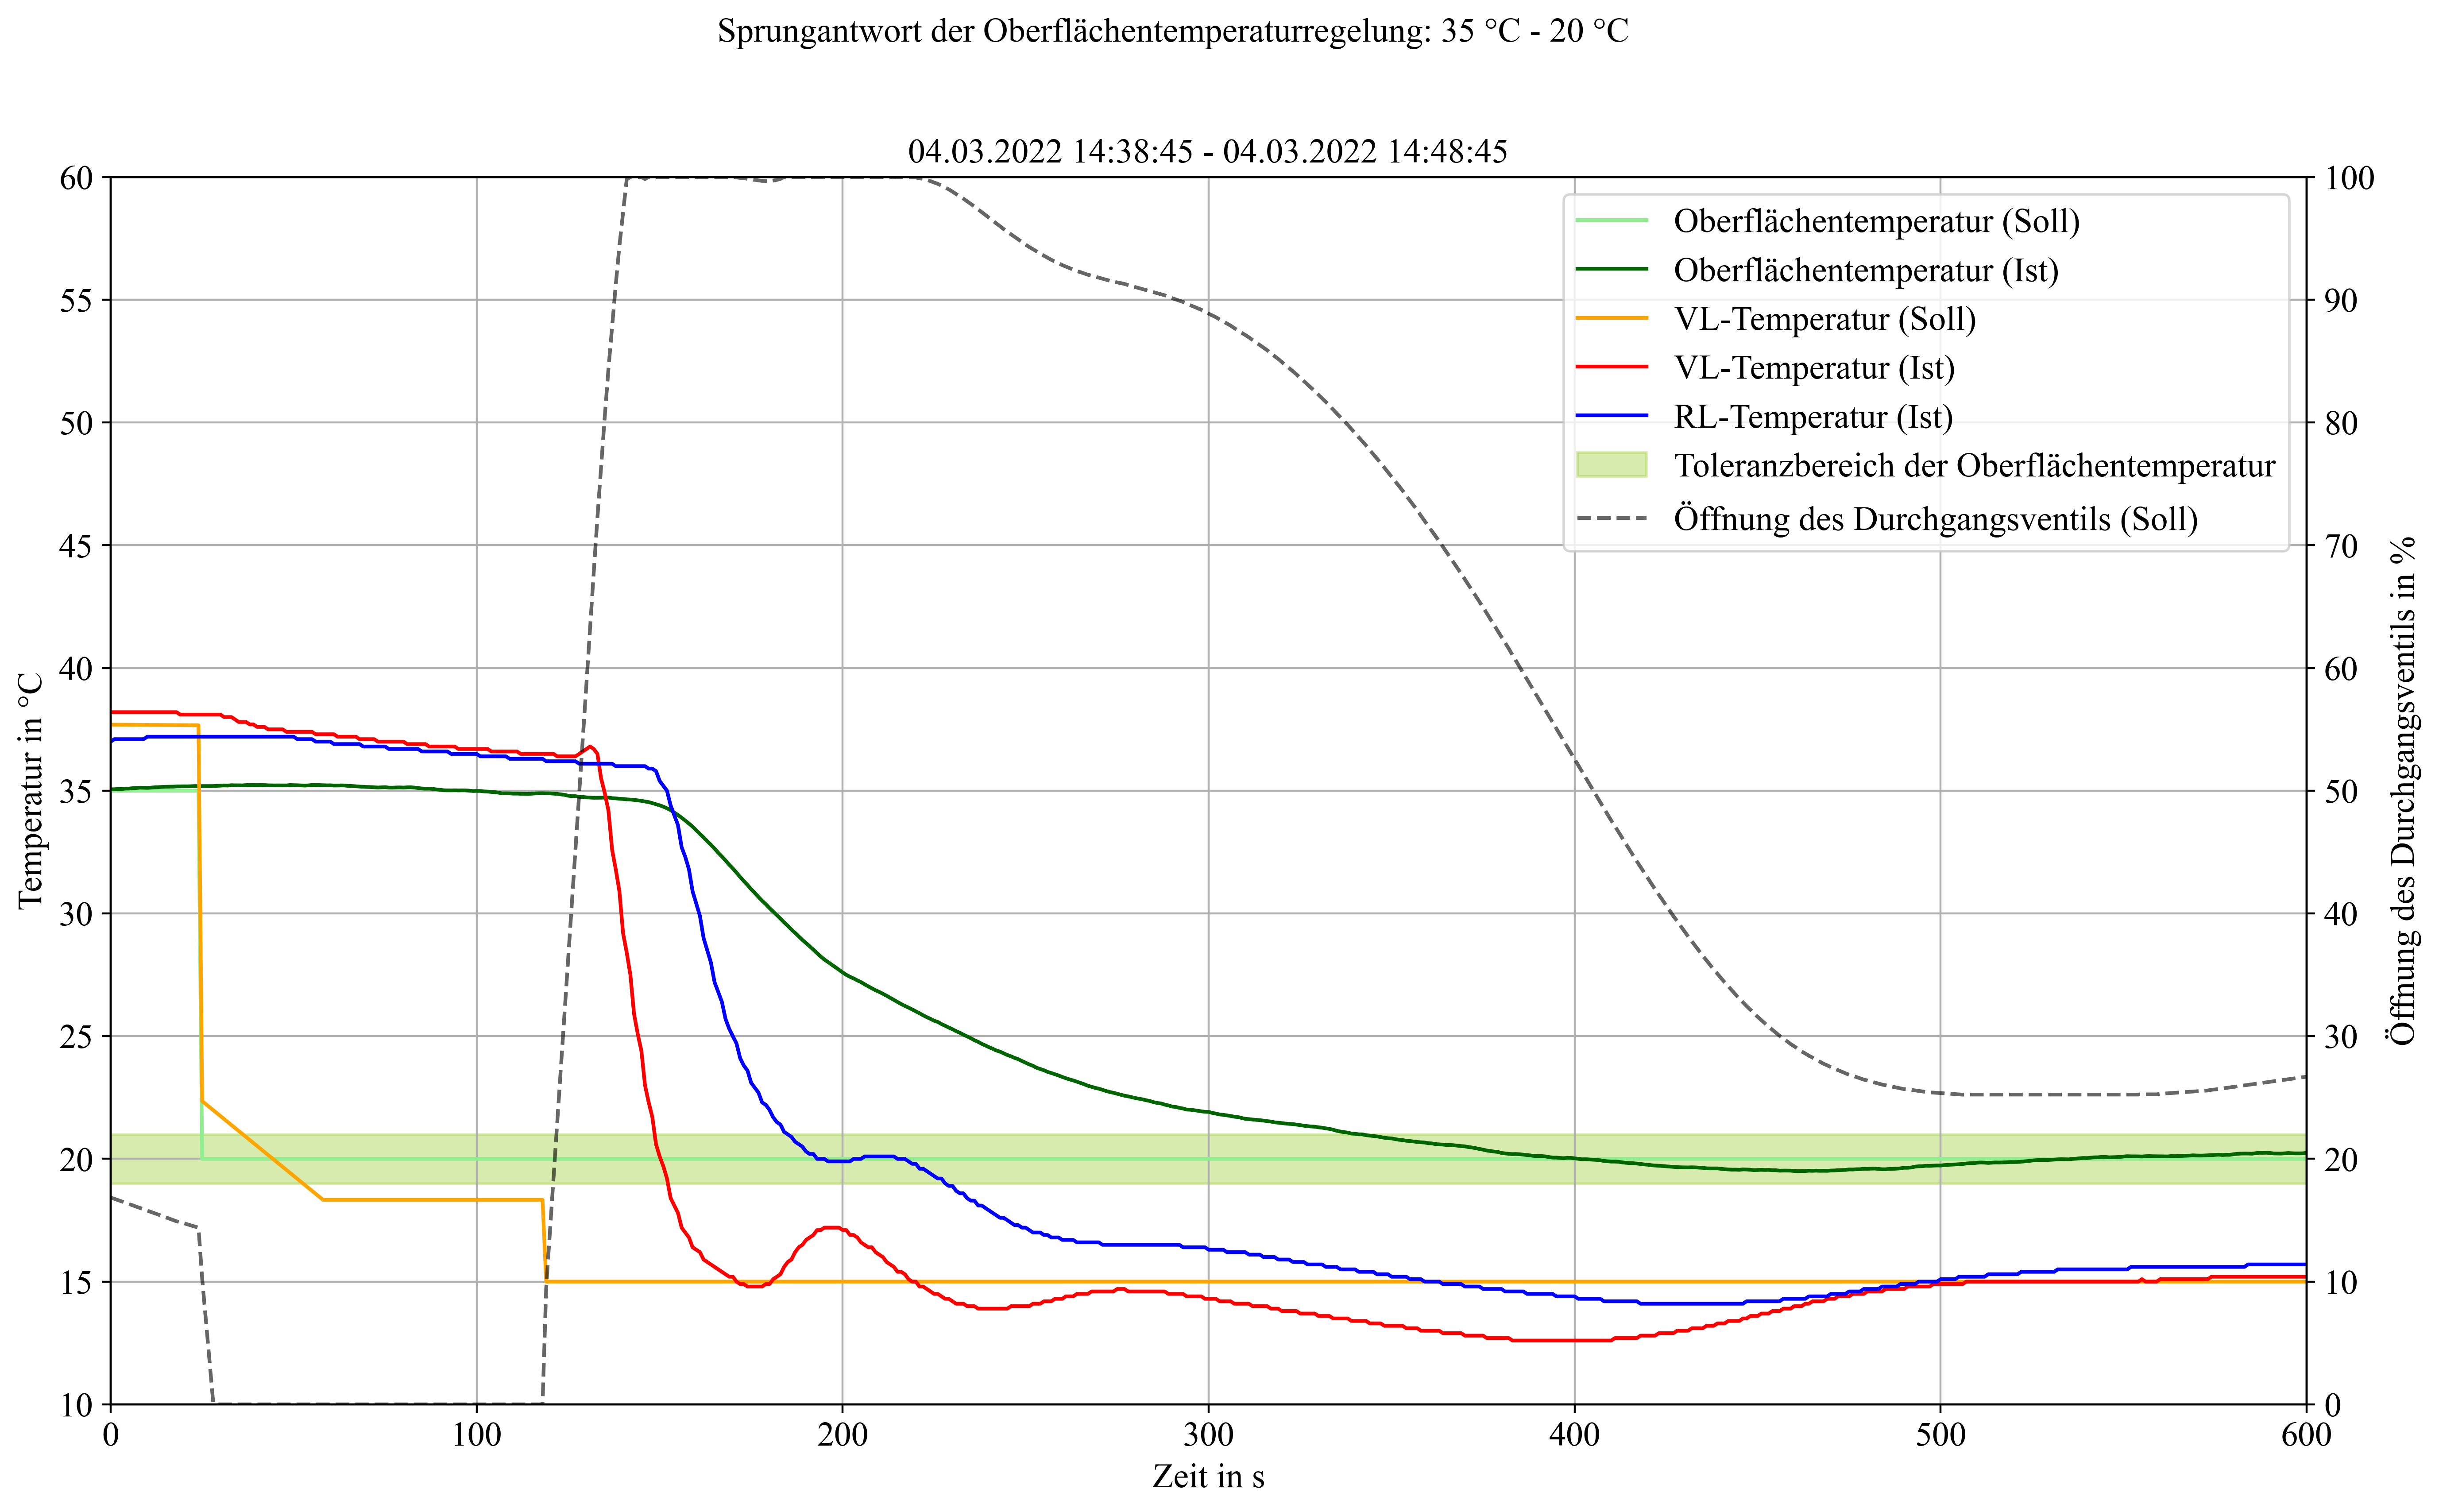 Sprungantwort der Oberflächentemperaturregelung: 35 °C - 20 °C
04.03.2022 14:38:45 - 04.03.2022 14:48:45
60
55
50
45
40
35
30
25
20
15
10
Temperatur in °C
0
100
200
300
400
500
600
Zeit in s
100
90
80
70
60
50
40
30
20
10
0
Öffnung des Durchgangsventils in %
Oberflächentemperatur (Soll)
Oberflächentemperatur (Ist)
VL-Temperatur (Soll)
VL-Temperatur (Ist)
RL-Temperatur (Ist)
Toleranzbereich der Oberflächentemperatur
Öffnung des Durchgangsventils (Soll)